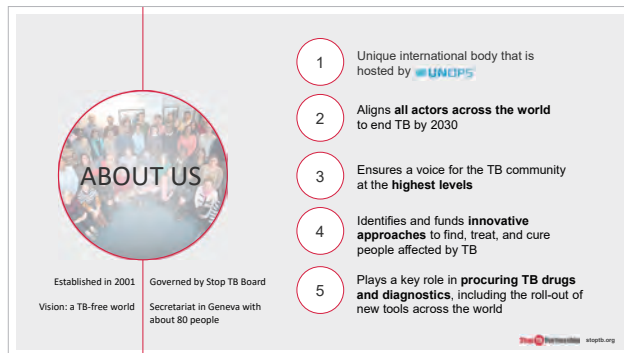 ABOUT US
Established in 2001
Vision: a TB-free world
Governed by Stop TB Board
Secretariat in Geneva with
about 80 people
1
Unique international body that is
hosted by UNOPS
2
Aligns all actors across the world
to end TB by 2030
3
Ensures a voice for the TB community
at the highest levels
4
Identifies and funds innovative
approaches to find, treat, and cure
people affected by TB
5
Plays a key role in procuring TB drugs
and diagnostics, including the roll-out of
new tools across the world
Stop TB Partnership stoptb.org